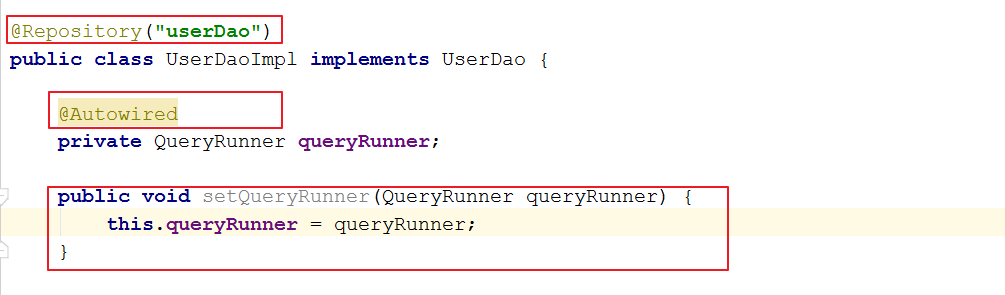 @Repository("userDao")
public class UserDaoImpl implements UserDao {
@Autowired
private QueryRunner queryRunner;
public void setQueryRunner(QueryRunner queryRunner) {
this.queryRunner = queryRunner;
}